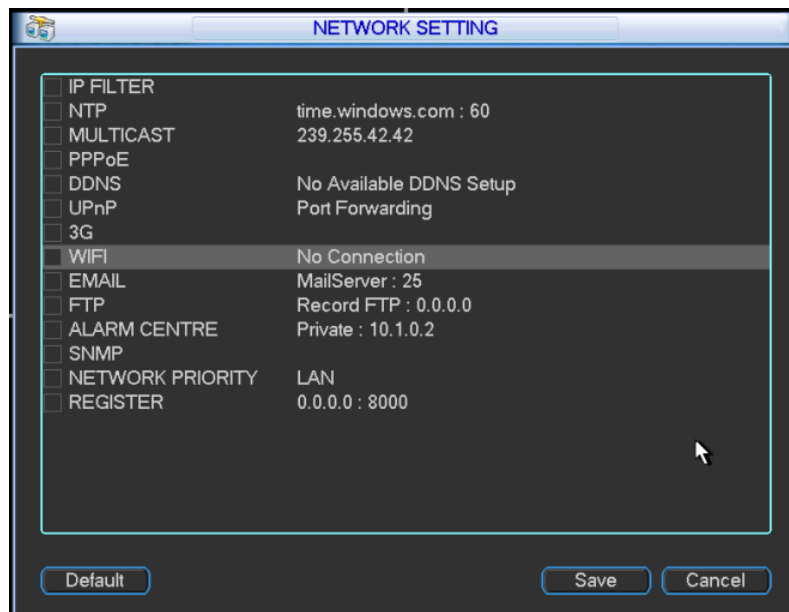 NETWORK SETTING
IP FILTER
NTP time.windows.com : 60
MULTICAST 239.255.42.42
PPPoE
DDNS No Available DDNS Setup
UPnP Port Forwarding
3G
WIFI No Connection
EMAIL MailServer : 25
FTP Record FTP : 0.0.0.0
ALARM CENTRE Private : 10.1.0.2
SNMP
NETWORK PRIORITY LAN
REGISTER 0.0.0.0 : 8000
Default Save Cancel